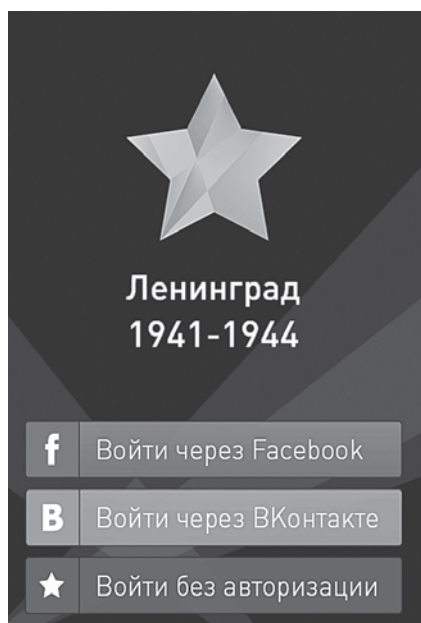 Ленинград
1941-1944
f Войти через Facebook
B Войти через ВКонтакте
Войти без авторизации